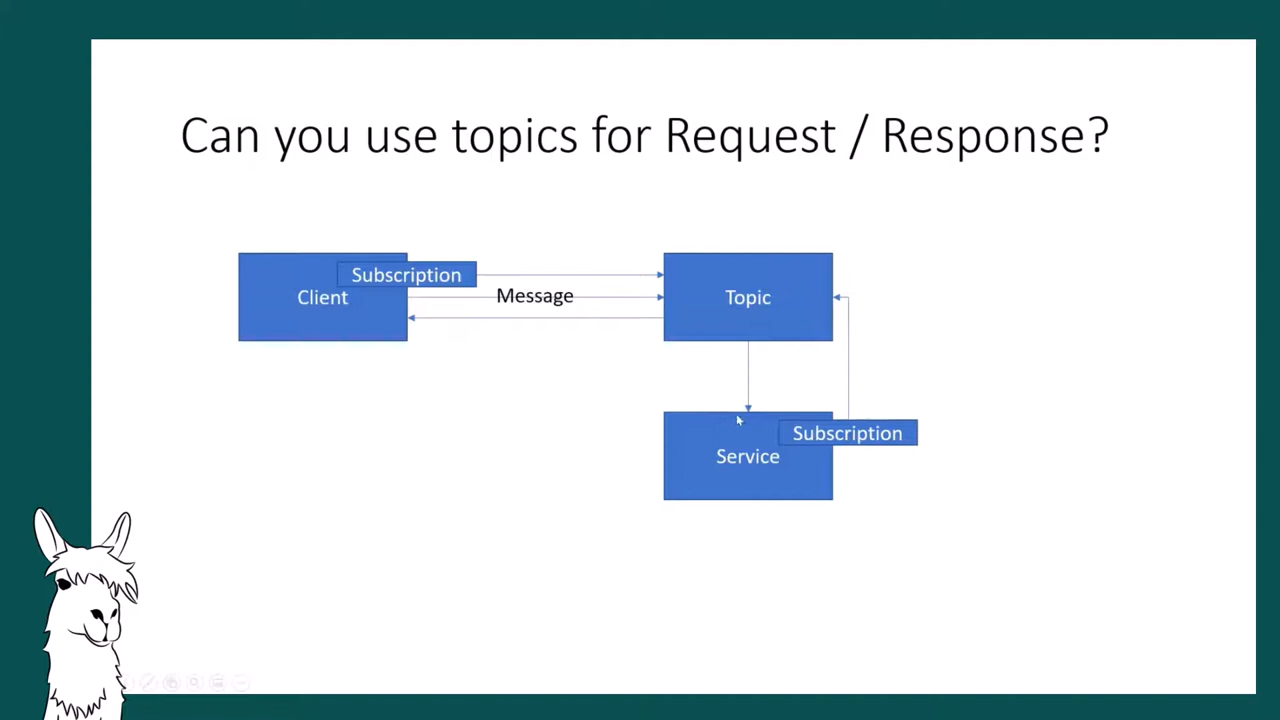 Can you use topics for Request / Response?
Subscription
Client
Message
Topic
Subscription
Service